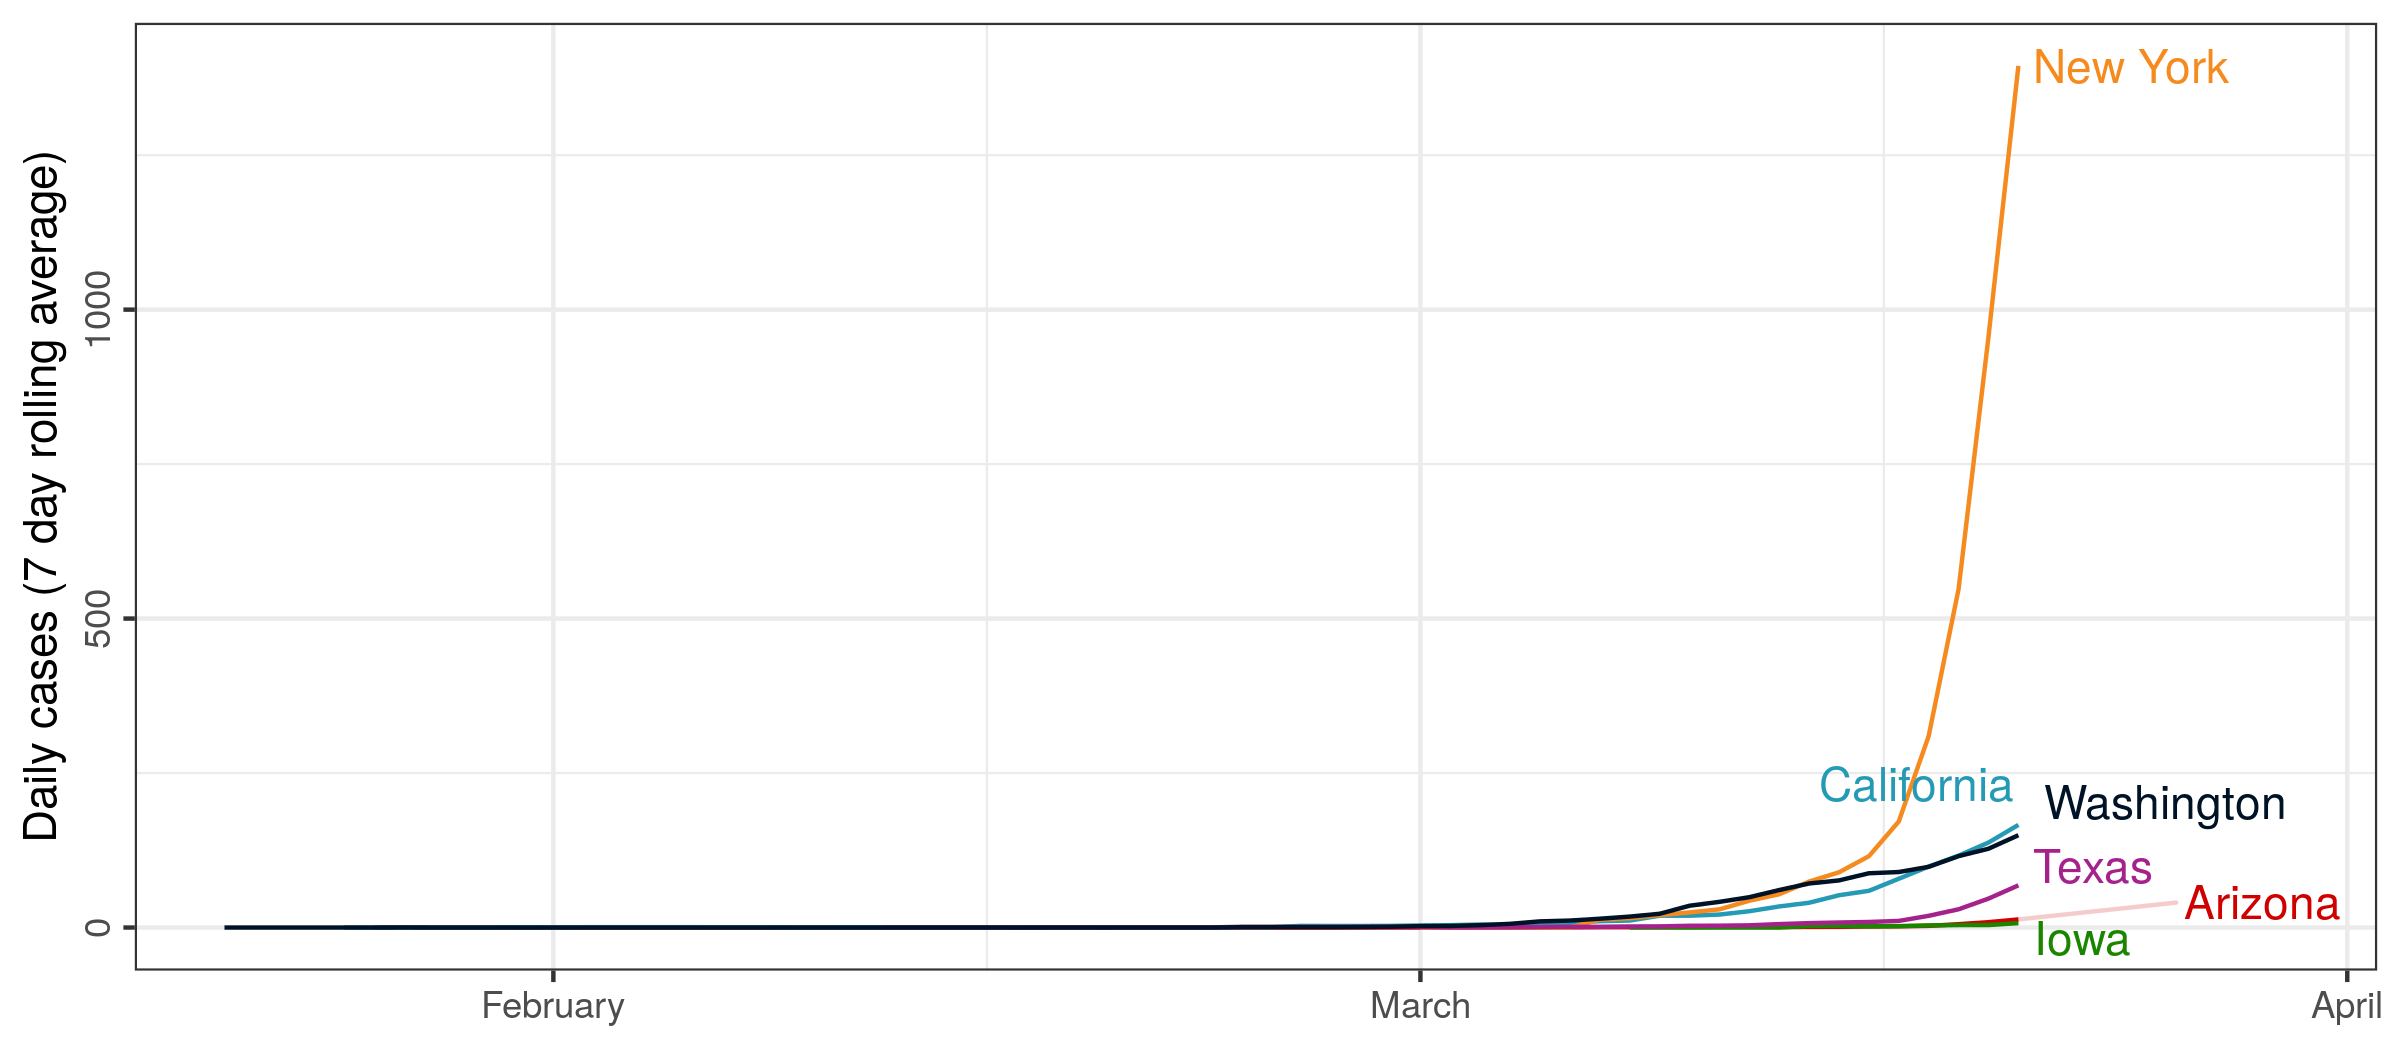 Daily cases (7 day rolling average)
1000
500
0
New York
California
Washington
Texas
Arizona
Iowa
February
March
April